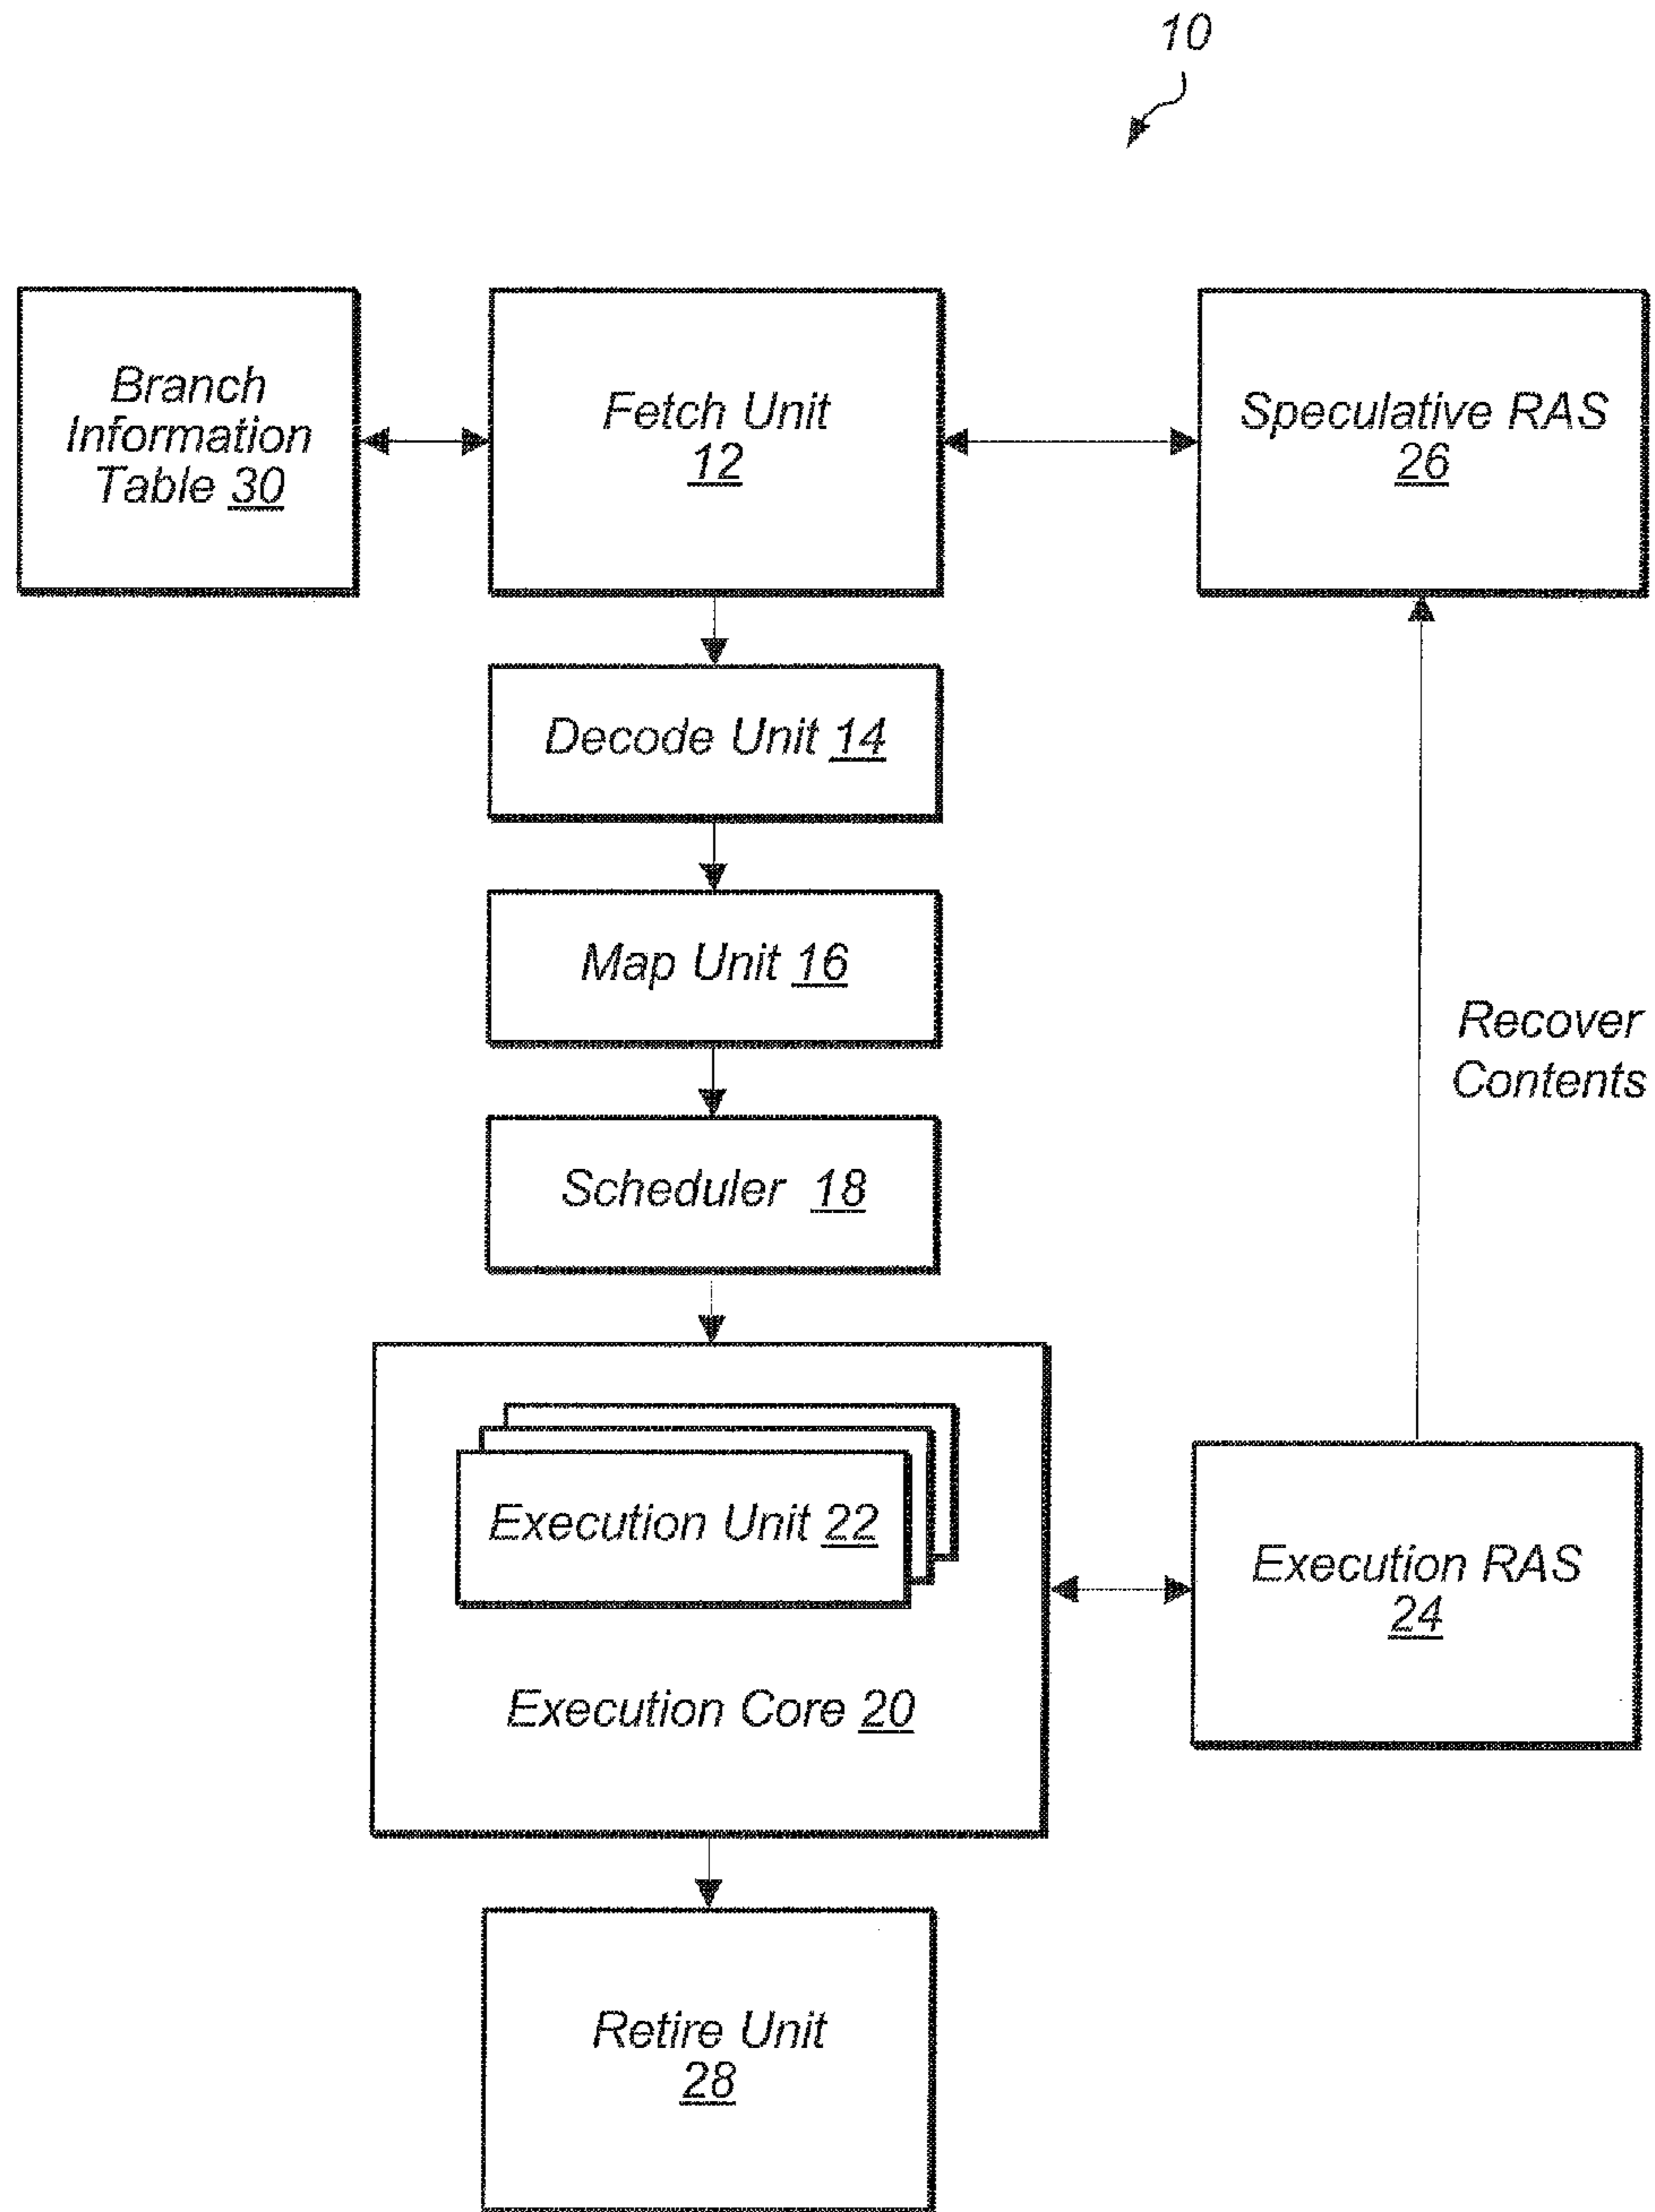 10
Branch
Information
Table 30
Fetch Unit
12
Speculative RAS
26
Decode Unit 14
Map Unit 16
Recover
Contents
Scheduler 18
Execution Unit 22
Execution RAS
24
Execution Core 20
Retire Unit
28